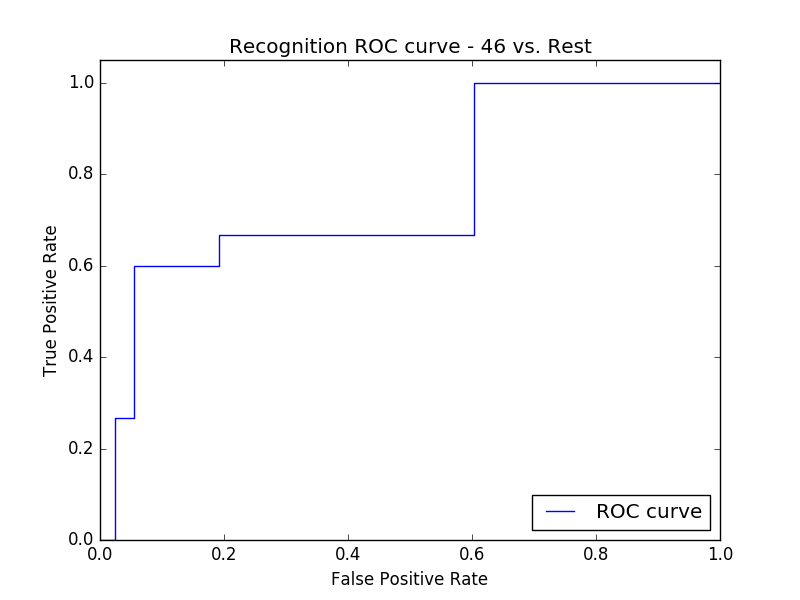 Recognition ROC curve - 46 vs. Rest
1.0
0.8
0.6
0.4
0.2
0.0
True Positive Rate
0.0 0.2 0.4 0.6 0.8 1.0
False Positive Rate
ROC curve